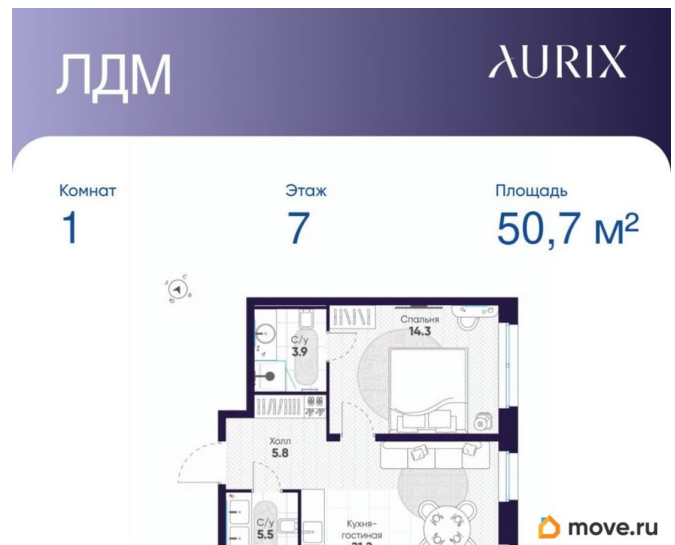 ЛДМ
AURIX
Комнат
Этаж
Площадь
1
7
50,7 м²
Спальня
14.3
С/у
3.9
Холл
5.8
С/у
5.5
Кухня-
гостиная
move.ru